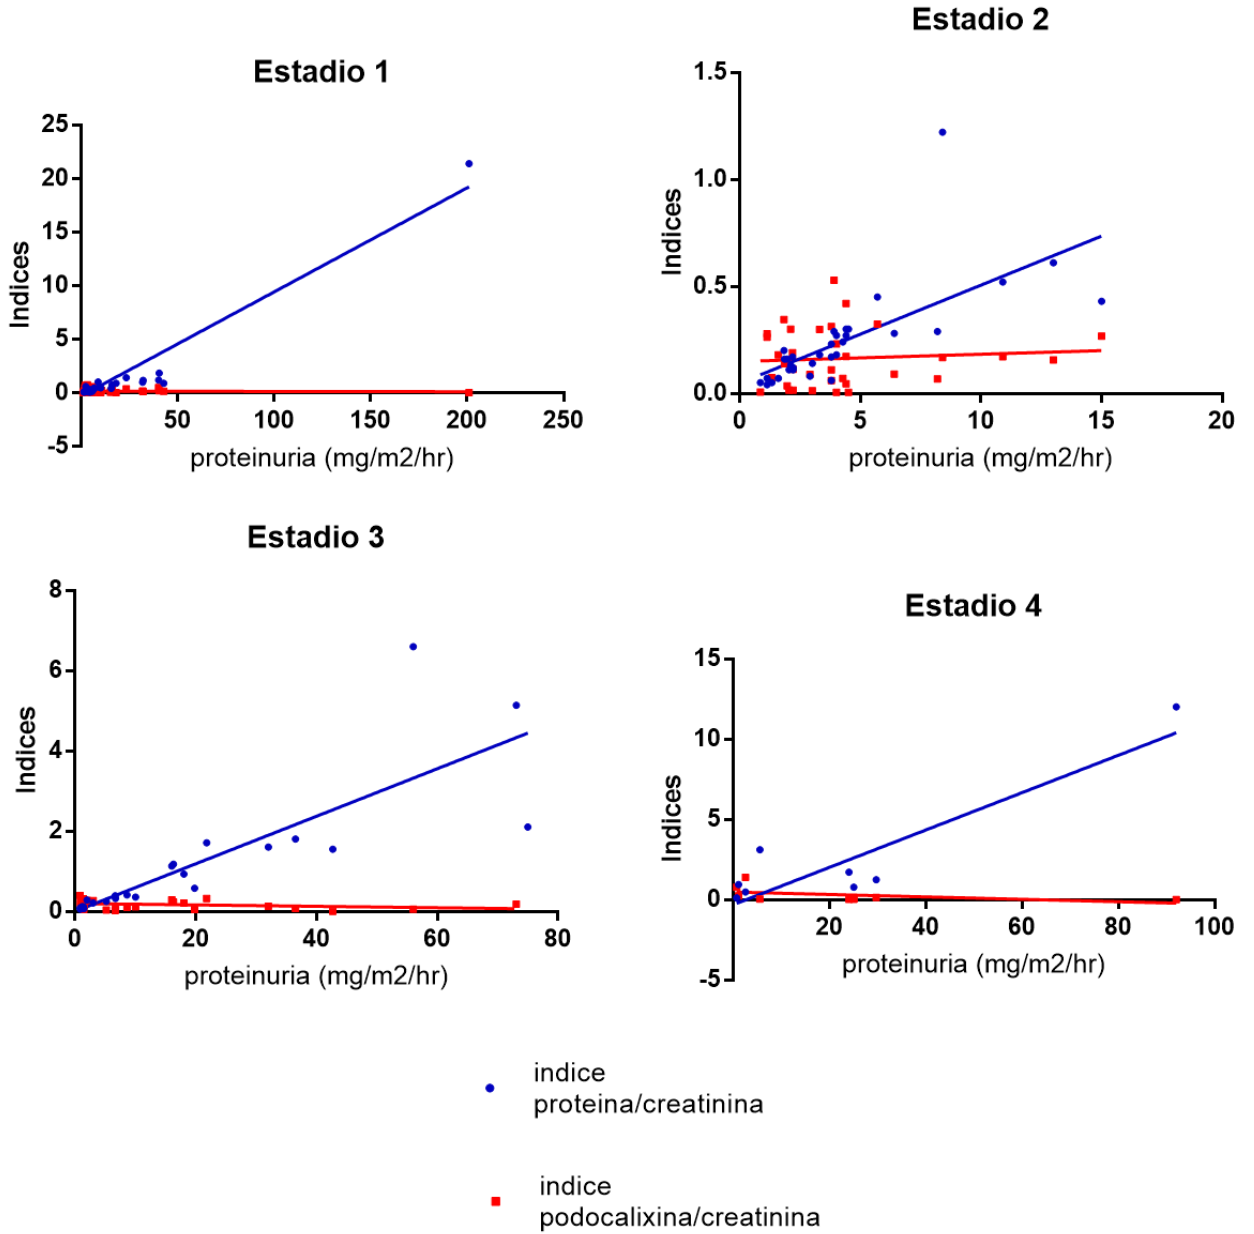 Estadio 1
25
20
15
10
5
0
-5
Indices
50
100
150
200
250
proteinuria (mg/m2/hr)
Estadio 2
1.5
1.0
0.5
0.0
Indices
0
5
10
15
20
proteinuria (mg/m2/hr)
Estadio 3
8
6
4
2
0
Indices
0
20
40
60
80
proteinuria (mg/m2/hr)
Estadio 4
15
10
5
0
-5
Indices
20
40
60
80
100
proteinuria (mg/m2/hr)
indice
proteina/creatinina
indice
podocalixina/creatinina